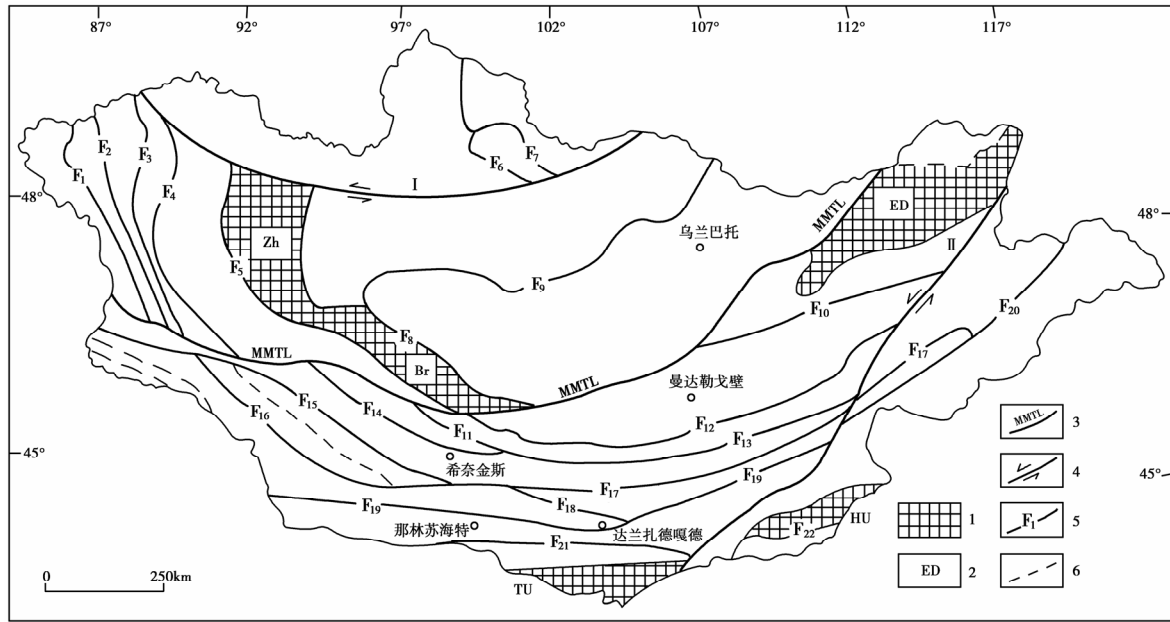 87° 92° 97° 102° 107° 112° 117°
48° 48°
45° 45°
F₁ F₂ F₃ F₄
F₆ F₇
I
Zh
F₅
F₉
乌兰巴托
MMTL
ED
II
F₁₀
F₂₀
F₁₇
F₈
Br
MMTL
MMTL
曼达勒戈壁
F₁₆ F₁₅ F₁₄ F₁₁
F₁₂
F₁₃
希奈金斯
F₁₇
F₁₉
F₁₉
F₁₈
那林苏海特
达兰扎德嘎德
F₂₁
F₂₂
HU
TU
0 250km
MMTL 3
4
1
F₁ 5
ED 2
6